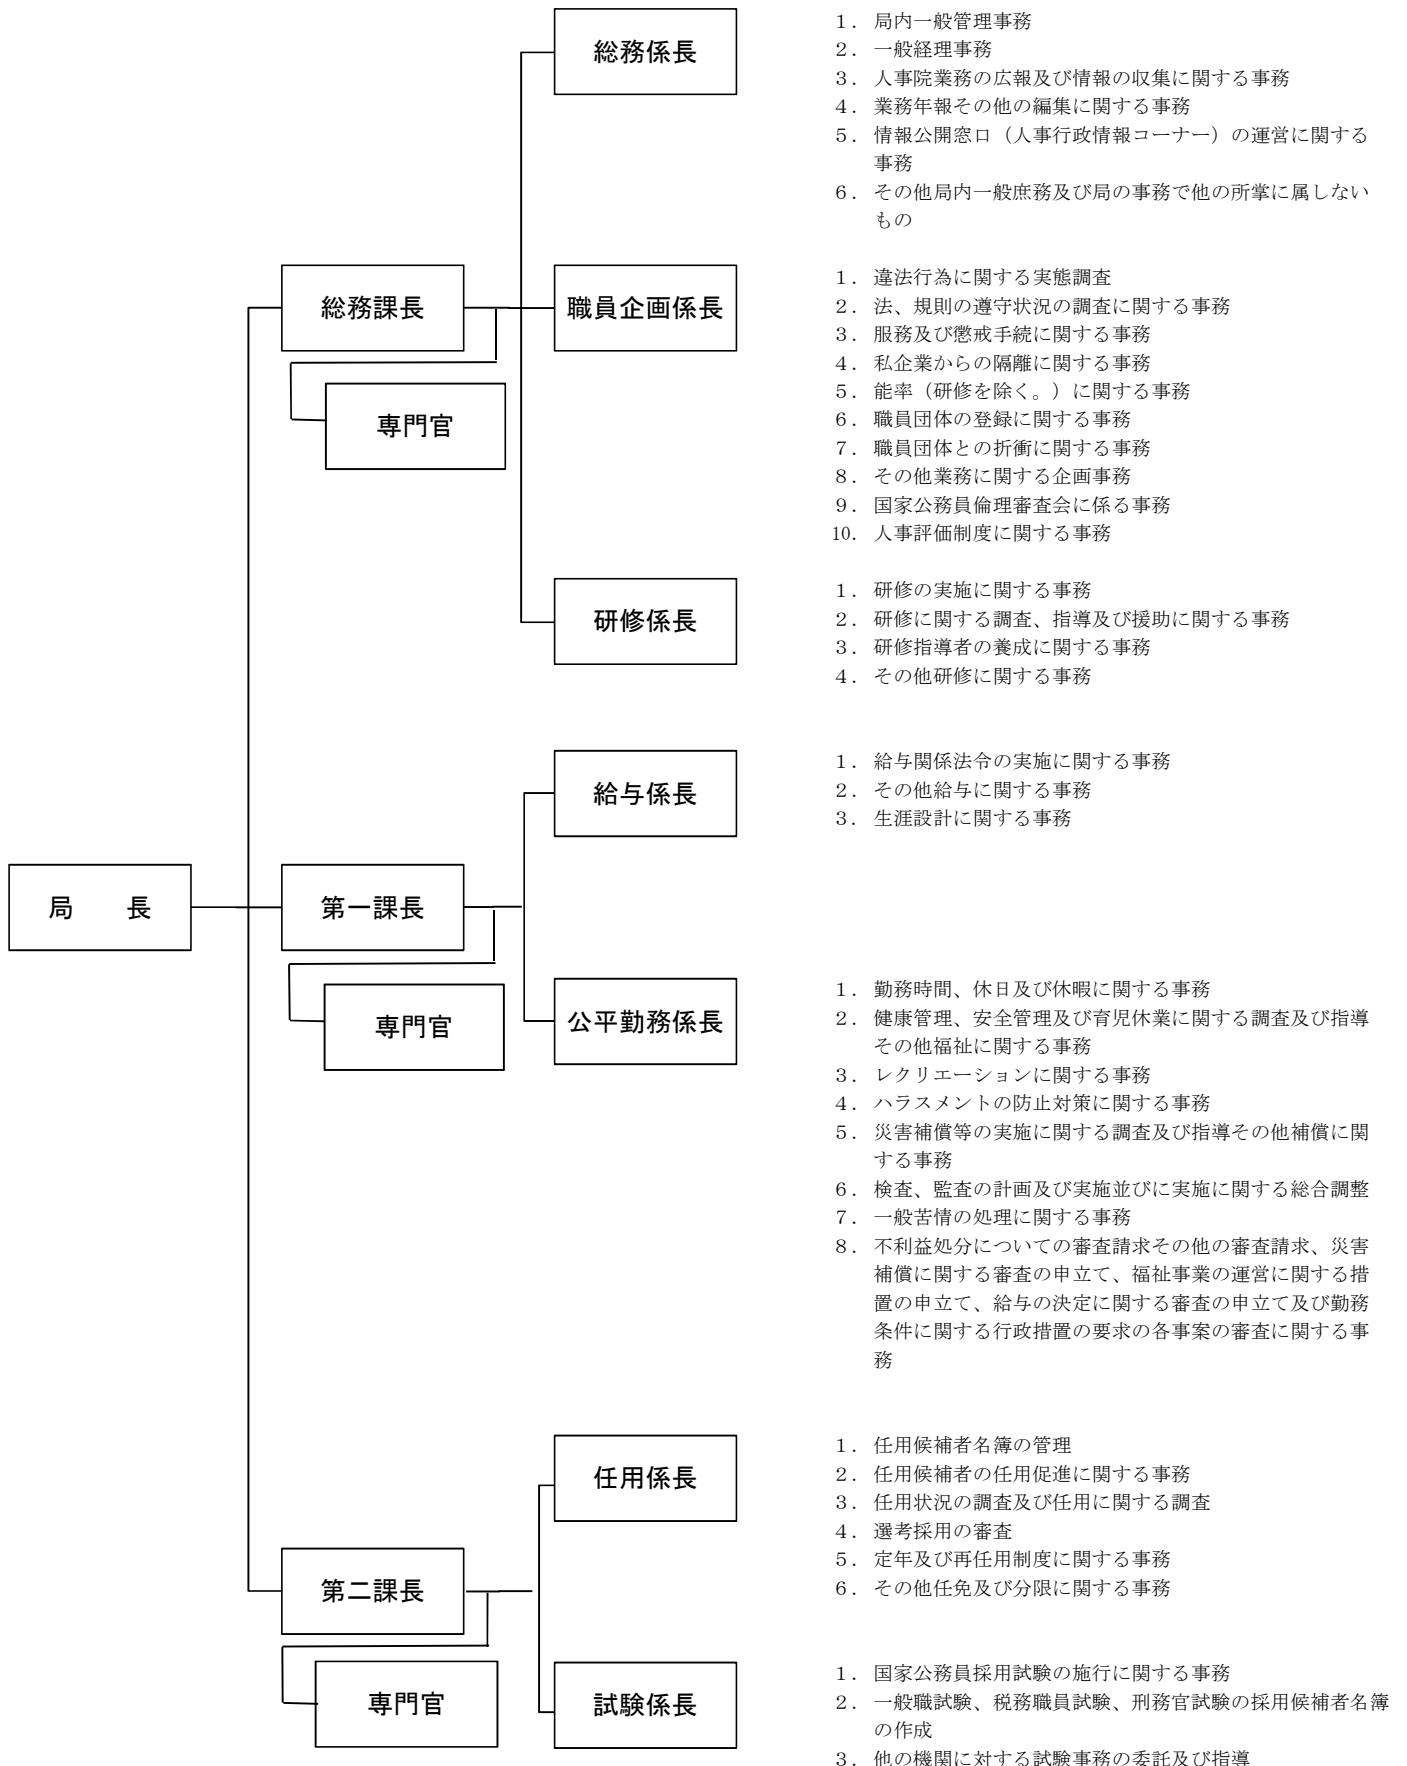 総務係長
１．局内一般管理事務
２．一般経理事務
３．人事院業務の広報及び情報の収集に関する事務
４．業務年報その他の編集に関する事務
５．情報公開窓口（人事行政情報コーナー）の運営に関する
事務
６．その他局内一般庶務及び局の事務で他の所掌に属しない
もの
総務課長
専門官
職員企画係長
１．違法行為に関する実態調査
２．法、規則の遵守状況の調査に関する事務
３．服務及び懲戒手続に関する事務
４．私企業からの隔離に関する事務
５．能率（研修を除く。）に関する事務
６．職員団体の登録に関する事務
７．職員団体との折衝に関する事務
８．その他業務に関する企画事務
９．国家公務員倫理審査会に係る事務
10．人事評価制度に関する事務
研修係長
１．研修の実施に関する事務
２．研修に関する調査、指導及び援助に関する事務
３．研修指導者の養成に関する事務
４．その他研修に関する事務
給与係長
１．給与関係法令の実施に関する事務
２．その他給与に関する事務
３．生涯設計に関する事務
局　　長
第一課長
専門官
公平勤務係長
１．勤務時間、休日及び休暇に関する事務
２．健康管理、安全管理及び育児休業に関する調査及び指導
その他福祉に関する事務
３．レクリエーションに関する事務
４．ハラスメントの防止対策に関する事務
５．災害補償等の実施に関する調査及び指導その他補償に関
する事務
６．検査、監査の計画及び実施並びに実施に関する総合調整
７．一般苦情の処理に関する事務
８．不利益処分についての審査請求その他の審査請求、災害
補償に関する審査の申立て、福祉事業の運営に関する措
置の申立て、給与の決定に関する審査の申立て及び勤務
条件に関する行政措置の要求の各事案の審査に関する事
務
任用係長
１．任用候補者名簿の管理
２．任用候補者の任用促進に関する事務
３．任用状況の調査及び任用に関する調査
４．選考採用の審査
５．定年及び再任用制度に関する事務
６．その他任免及び分限に関する事務
第二課長
専門官
試験係長
１．国家公務員採用試験の施行に関する事務
２．一般職試験、税務職員試験、刑務官試験の採用候補者名簿
の作成
３．他の機関に対する試験事務の委託及び指導